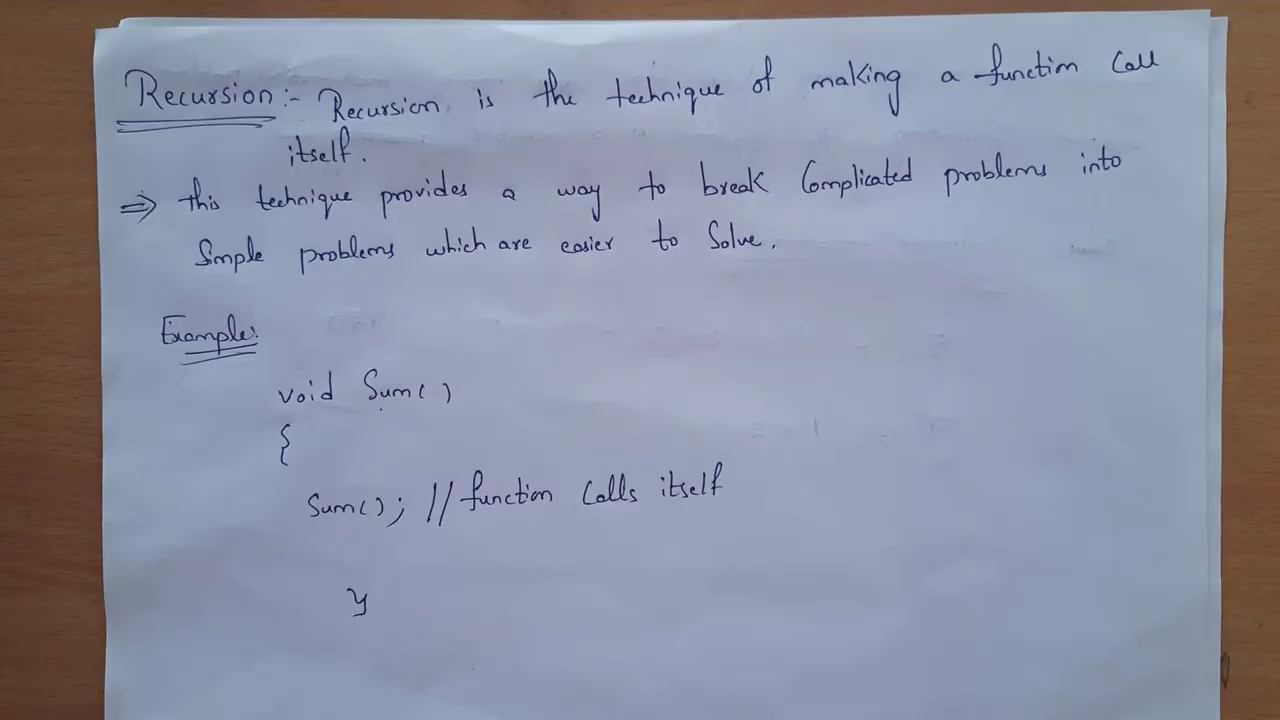 Recursion:- Recursion is the technique of making a function call
itself.
⇒ this technique provides a way to break Complicated problems into
Simple problems which are easier to Solve.
Example:
void Sum()
{
Sum(); //function Calls itself
}